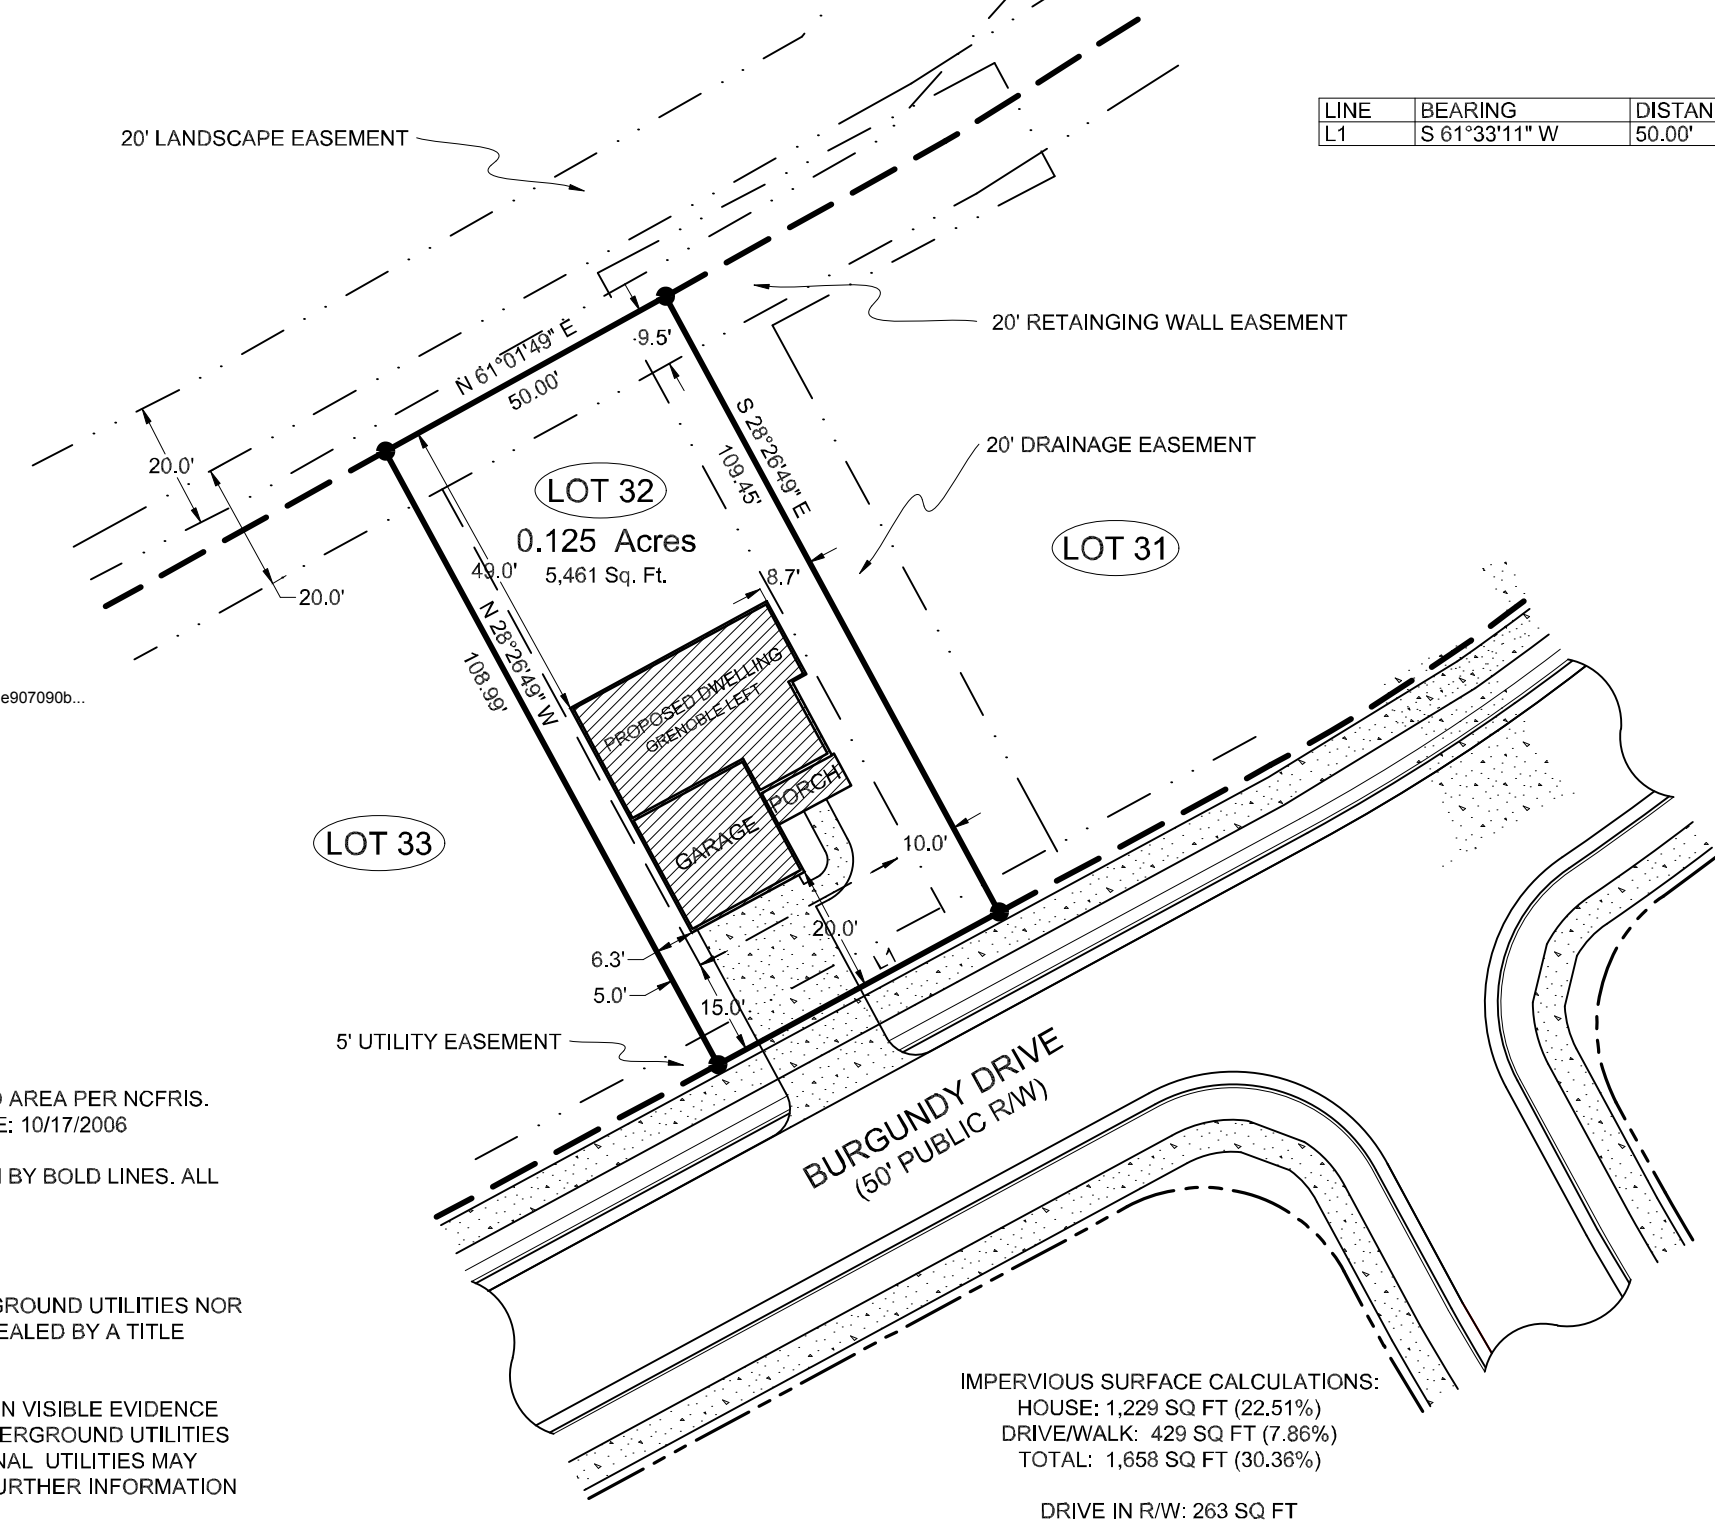 20' LANDSCAPE EASEMENT
LINE BEARING DISTAN
L1 S 61°33'11" W 50.00'
20' RETAINGING WALL EASEMENT
N 61°01'49" E
50.00'
9.5'
20.0'
20.0'
S 28°26'49" E
109.45'
20' DRAINAGE EASEMENT
LOT 32
0.125 Acres
5,461 Sq. Ft.
LOT 31
49.0'
8.7'
N 28°26'49" W
108.99'
e907090b...
PROPOSED DWELLING
GRENOBLE LEFT
PORCH
GARAGE
LOT 33
10.0'
20.0'
L1
6.3'
5.0'
15.0'
5' UTILITY EASEMENT
BURGUNDY DRIVE
(50' PUBLIC R/W)
AREA PER NCFRIS.
E: 10/17/2006
BY BOLD LINES. ALL
GROUND UTILITIES NOR
EALED BY A TITLE
N VISIBLE EVIDENCE
ERGROUND UTILITIES
NAL UTILITIES MAY
URTHER INFORMATION
IMPERVIOUS SURFACE CALCULATIONS:
HOUSE: 1,229 SQ FT (22.51%)
DRIVE/WALK: 429 SQ FT (7.86%)
TOTAL: 1,658 SQ FT (30.36%)
DRIVE IN R/W: 263 SQ FT